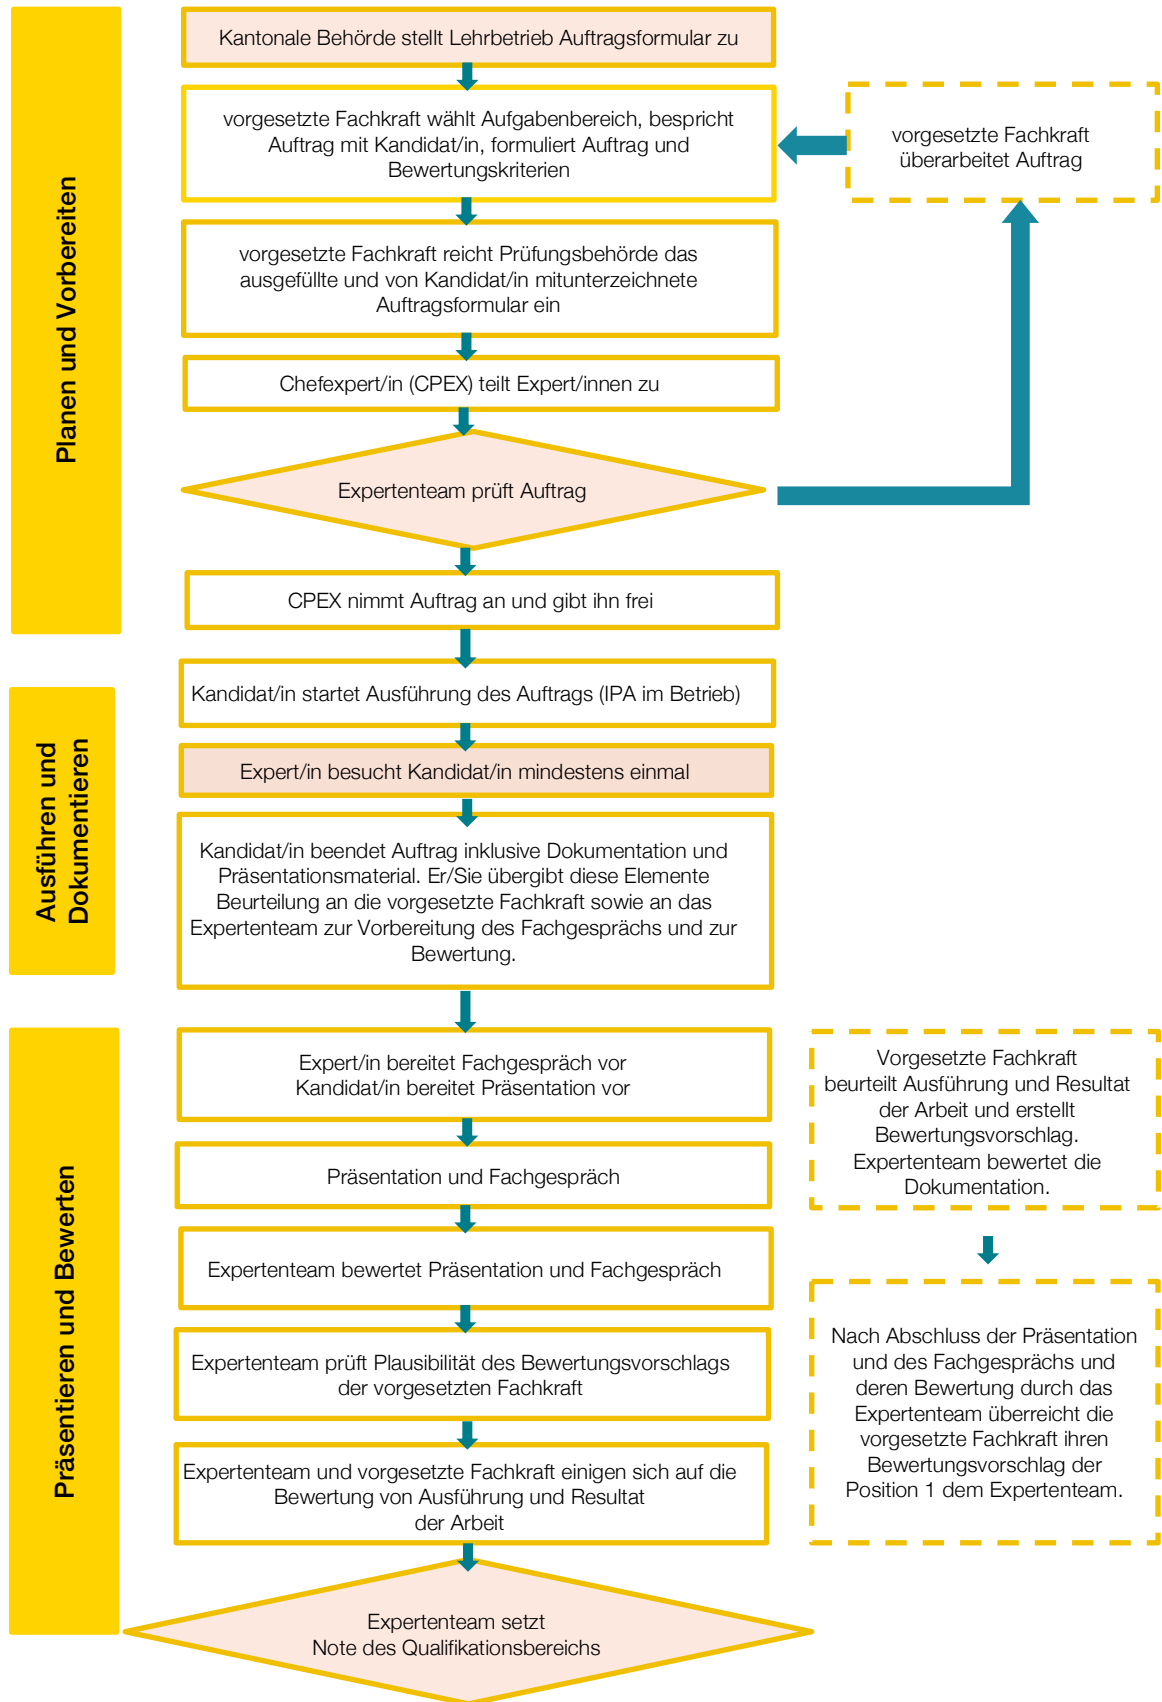 Planen und Vorbereiten
Kantonale Behörde stellt Lehrbetrieb Auftragsformular zu
vorgesetzte Fachkraft wählt Aufgabenbereich, bespricht
Auftrag mit Kandidat/in, formuliert Auftrag und
Bewertungskriterien
vorgesetzte Fachkraft
überarbeitet Auftrag
vorgesetzte Fachkraft reicht Prüfungsbehörde das
ausgefüllte und von Kandidat/in mitunterzeichnete
Auftragsformular ein
Chefexpert/in (CPEX) teilt Expert/innen zu
Expertenteam prüft Auftrag
CPEX nimmt Auftrag an und gibt ihn frei
Ausführen und
Dokumentieren
Kandidat/in startet Ausführung des Auftrags (IPA im Betrieb)
Expert/in besucht Kandidat/in mindestens einmal
Kandidat/in beendet Auftrag inklusive Dokumentation und
Präsentationsmaterial. Er/Sie übergibt diese Elemente
Beurteilung an die vorgesetzte Fachkraft sowie an das
Expertenteam zur Vorbereitung des Fachgesprächs und zur
Bewertung.
Präsentieren und Bewerten
Expert/in bereitet Fachgespräch vor
Kandidat/in bereitet Präsentation vor
Präsentation und Fachgespräch
Expertenteam bewertet Präsentation und Fachgespräch
Expertenteam prüft Plausibilität des Bewertungsvorschlags
der vorgesetzten Fachkraft
Expertenteam und vorgesetzte Fachkraft einigen sich auf die
Bewertung von Ausführung und Resultat
der Arbeit
Expertenteam setzt
Note des Qualifikationsbereichs
Vorgesetzte Fachkraft
beurteilt Ausführung und Resultat
der Arbeit und erstellt
Bewertungsvorschlag.
Expertenteam bewertet die
Dokumentation.
Nach Abschluss der Präsentation
und des Fachgesprächs und
deren Bewertung durch das
Expertenteam überreicht die
vorgesetzte Fachkraft ihren
Bewertungsvorschlag der
Position 1 dem Expertenteam.